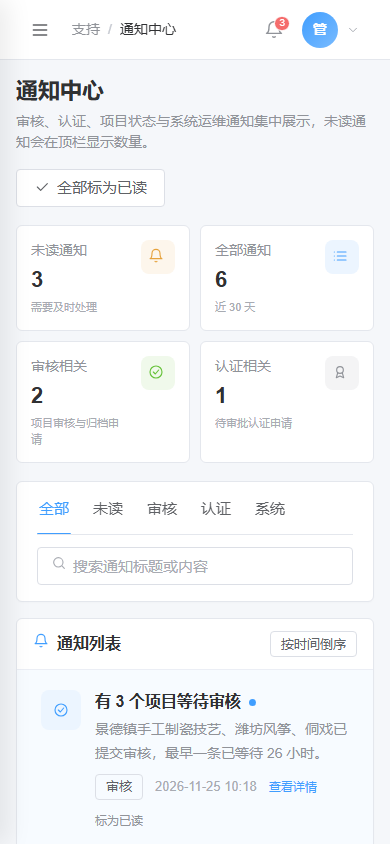 支持 / 通知中心
3
管
通知中心
审核、认证、项目状态与系统运维通知集中展示，未读通
知会在顶栏显示数量。
全部标为已读
未读通知
3
需要及时处理
全部通知
6
近 30 天
审核相关
2
项目审核与归档申
请
认证相关
1
待审批认证申请
全部 未读 审核 认证 系统
搜索通知标题或内容
通知列表
按时间倒序
有 3 个项目等待审核
景德镇手工制瓷技艺、潍坊风筝、侗戏已
提交审核，最早一条已等待 26 小时。
审核 2026-11-25 10:18 查看详情
标为已读